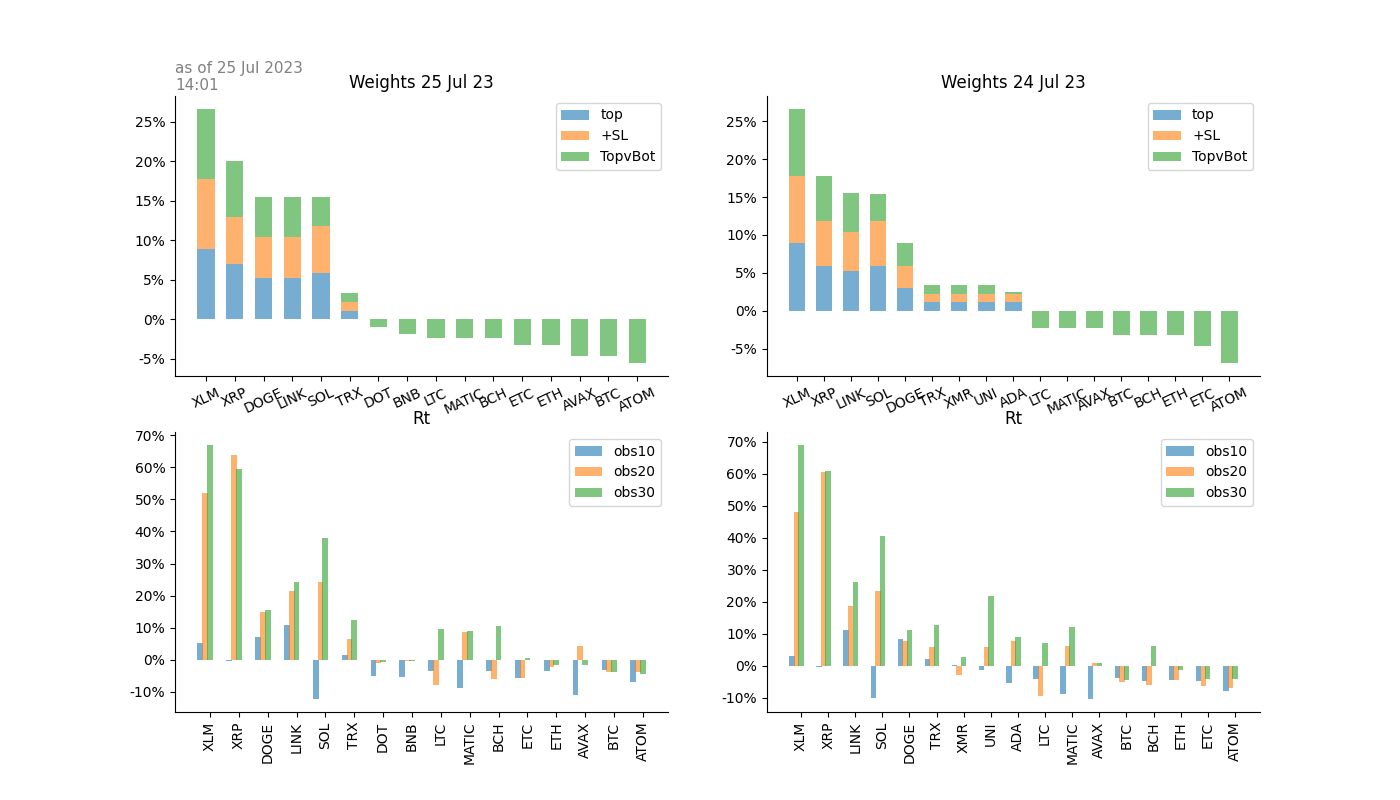 as of 25 Jul 2023
14:01
Weights 25 Jul 23
25%
20%
15%
10%
5%
0%
-5%
top
+SL
TopvBot
XLM XRP DOGE LINK SOL TRX DOT BNB LTC MATIC BCH ETC ETH AVAX BTC ATOM
Weights 24 Jul 23
25%
20%
15%
10%
5%
0%
-5%
top
+SL
TopvBot
XLM XRP LINK SOL DOGE TRX XMR UNI ADA LTC MATIC AVAX BTC BCH ETH ETC ATOM
Rt
70%
60%
50%
40%
30%
20%
10%
0%
-10%
obs10
obs20
obs30
XLM XRP DOGE LINK SOL TRX DOT BNB LTC MATIC BCH ETC ETH AVAX BTC ATOM
Rt
70%
60%
50%
40%
30%
20%
10%
0%
-10%
obs10
obs20
obs30
XLM XRP LINK SOL DOGE TRX XMR UNI ADA LTC MATIC AVAX BTC BCH ETH ETC ATOM